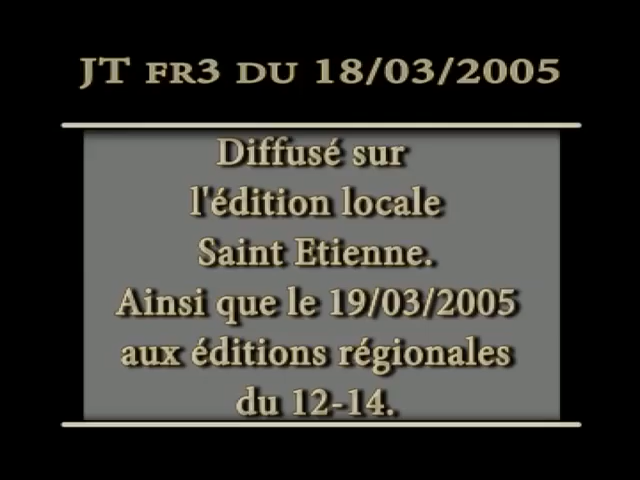 JT FR3 DU 18/03/2005
Diffusé sur
l'édition locale
Saint Etienne.
Ainsi que le 19/03/2005
aux éditions régionales
du 12-14.